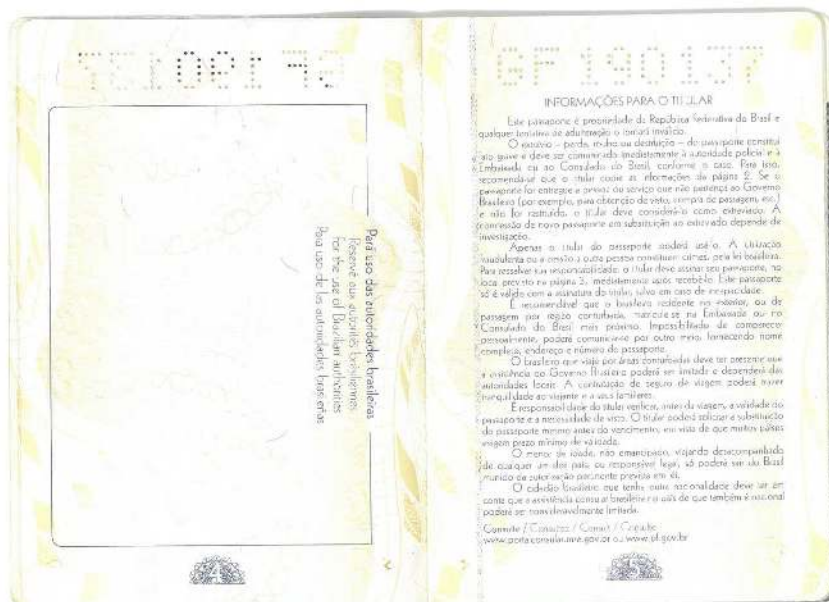 Para uso das autoridades brasileiras
Réservé aux autorités brésiliennes
For the use of Brazilian authorities
Para uso de las autoridades brasileñas
4
GF190137
INFORMAÇÕES PARA O TITULAR
Este passaporte é propriedade da República Federativa do Brasil e
qualquer tentativa de adulteração o tornará inválido.
O extravio – perda, roubo ou destruição – do passaporte constitui
ato grave e deve ser comunicado imediatamente à autoridade policial e à
Embaixada ou ao Consulado do Brasil, conforme o caso. Para isso,
recomenda-se que o titular copie as informações da página 2. Se o
passaporte for entregue a pessoa ou serviço que não pertença ao Governo
Brasileiro (por exemplo, para obtenção de visto, compra de passagem, etc.)
e não for restituído, o titular deve considerá-lo como extraviado. A
concessão de novo passaporte em substituição ao extraviado depende de
investigação.
Apenas o titular do passaporte poderá usá-lo. A utilização
fraudulenta ou a cessão a outra pessoa constituem crimes, pela lei brasileira.
Para ressalvar sua responsabilidade, o titular deve assinar seu passaporte, no
local previsto na página 3, imediatamente após recebê-lo. Este passaporte
só é válido com a assinatura do titular, salvo em caso de incapacidade.
É recomendável que o brasileiro residente no exterior, ou de
passagem por região conturbada, matricule-se na Embaixada ou no
Consulado do Brasil mais próximo. Impossibilitado de comparecer
pessoalmente, poderá comunicar-se por outro meio, fornecendo nome
completo, endereço e número do passaporte.
O brasileiro que viaja por áreas conturbadas deve ter presente que
a assistência do Governo Brasileiro poderá ser limitada e dependerá das
autoridades locais. A contratação de seguro de viagem poderá trazer
tranquilidade ao viajante e a seus familiares.
É responsabilidade do titular verificar, antes da viagem, a validade do
passaporte e a necessidade de visto. O titular poderá solicitar a substituição
do passaporte mesmo antes do vencimento, em vista de que muitos países
exigem prazo mínimo de validade.
O menor de idade, não emancipado, viajando desacompanhado
de qualquer um dos pais ou responsável legal, só poderá sair do Brasil
munido da autorização pertinente prevista em lei.
O cidadão brasileiro que tenha outra nacionalidade deve ter em
conta que a assistência consular brasileira no país de que também é nacional
poderá ser consideravelmente limitada.
Consulte / Consultez / Consult / Consulte
www.portalconsular.mre.gov.br ou www.pf.gov.br
5